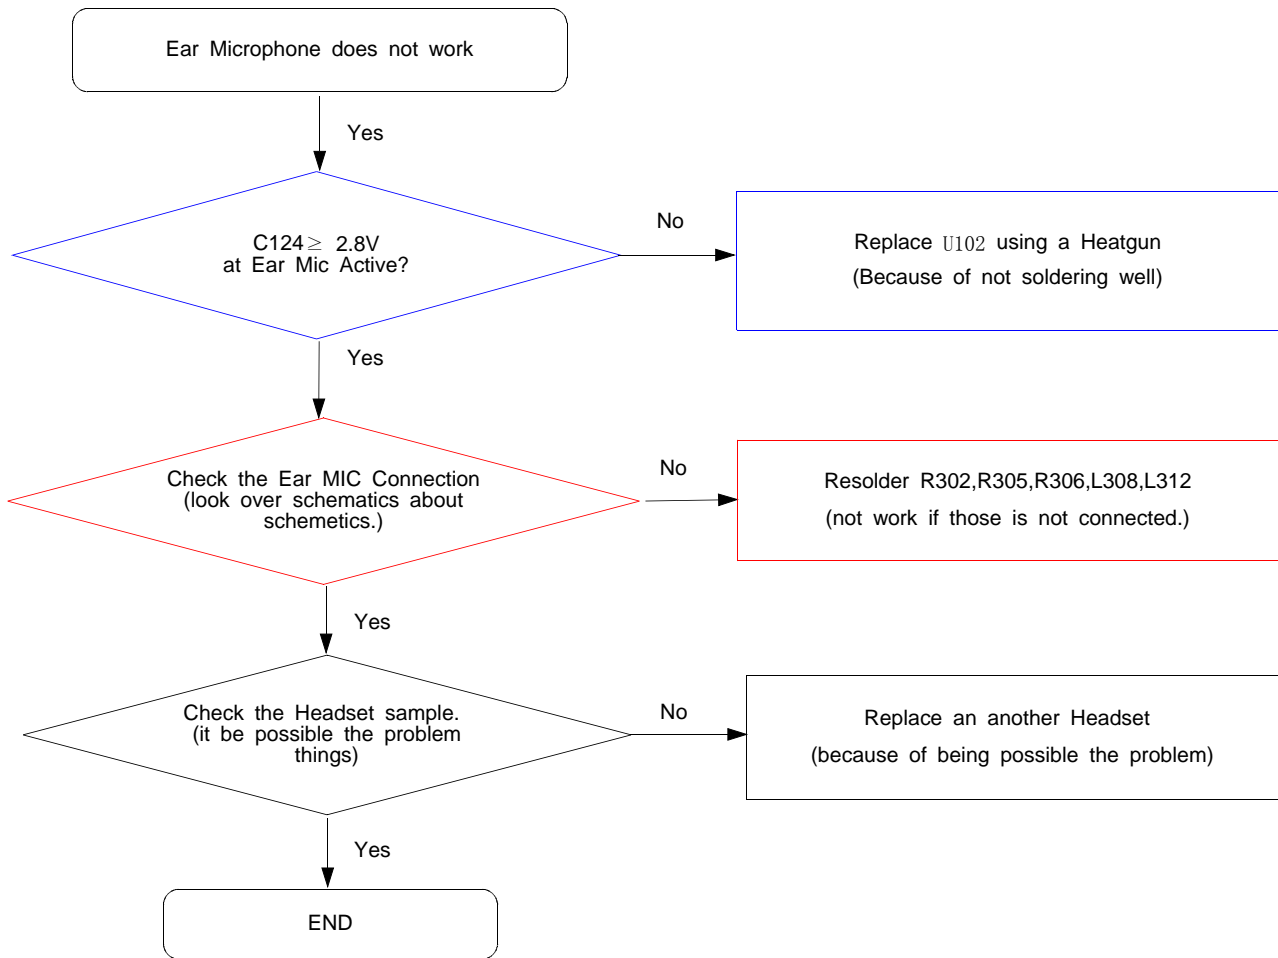 Ear Microphone does not work
Yes
C124≥ 2.8V
at Ear Mic Active?
No
Replace U102 using a Heatgun
(Because of not soldering well)
Yes
Check the Ear MIC Connection
(look over schematics about
schemetics.)
No
Resolder R302,R305,R306,L308,L312
(not work if those is not connected.)
Yes
Check the Headset sample.
(it be possible the problem
things)
No
Replace an another Headset
(because of being possible the problem)
Yes
END